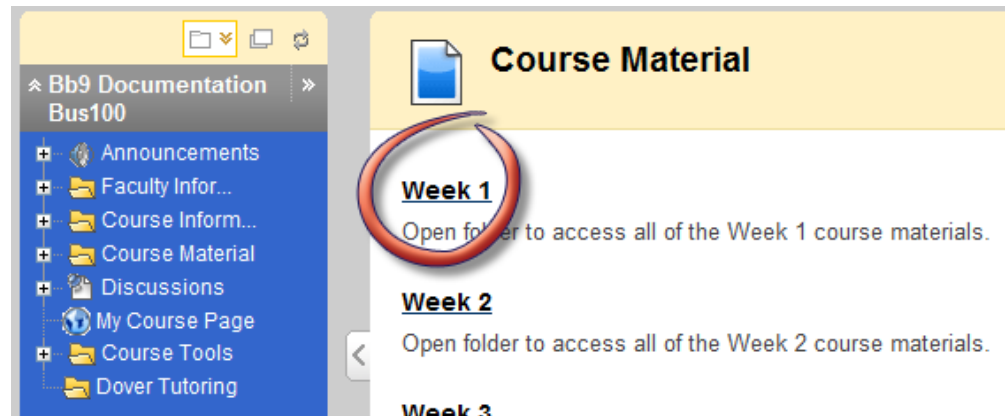 Bb9 Documentation
Bus100
Announcements
Faculty Infor...
Course Inform...
Course Material
Discussions
My Course Page
Course Tools
Dover Tutoring
Course Material
Week 1
Open folder to access all of the Week 1 course materials.
Week 2
Open folder to access all of the Week 2 course materials.
Week 3